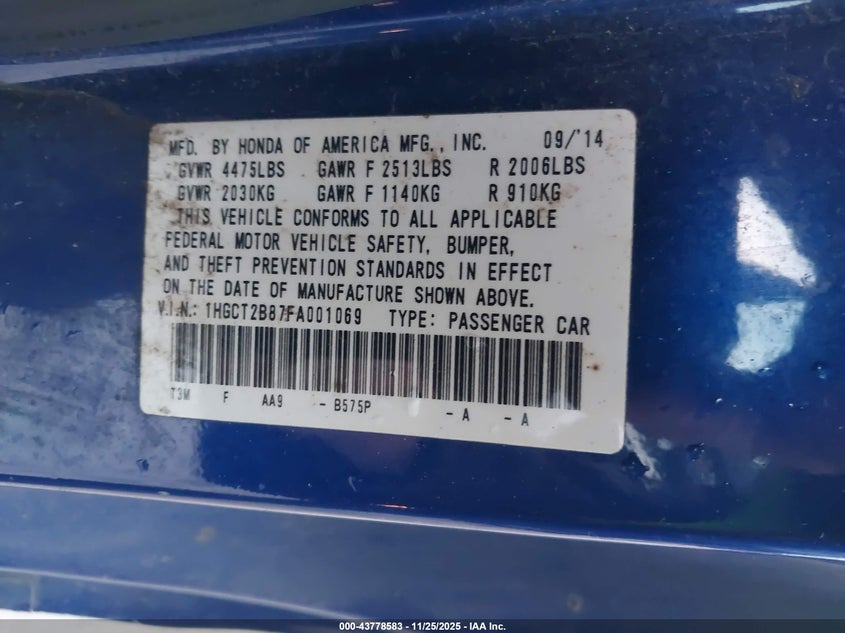 MFD. BY HONDA OF AMERICA MFG., INC. 09/'14
GVWR 4475LBS GAWR F 2513LBS R 2006LBS
GVWR 2030KG GAWR F 1140KG R 910KG
THIS VEHICLE CONFORMS TO ALL APPLICABLE
FEDERAL MOTOR VEHICLE SAFETY, BUMPER,
AND THEFT PREVENTION STANDARDS IN EFFECT
ON THE DATE OF MANUFACTURE SHOWN ABOVE.
V.I.N.: 1HGCT2B87FA001069 TYPE: PASSENGER CAR
T3M F AA9 - B575P - A - A
000-43778583 - 11/25/2025 - IAA Inc.